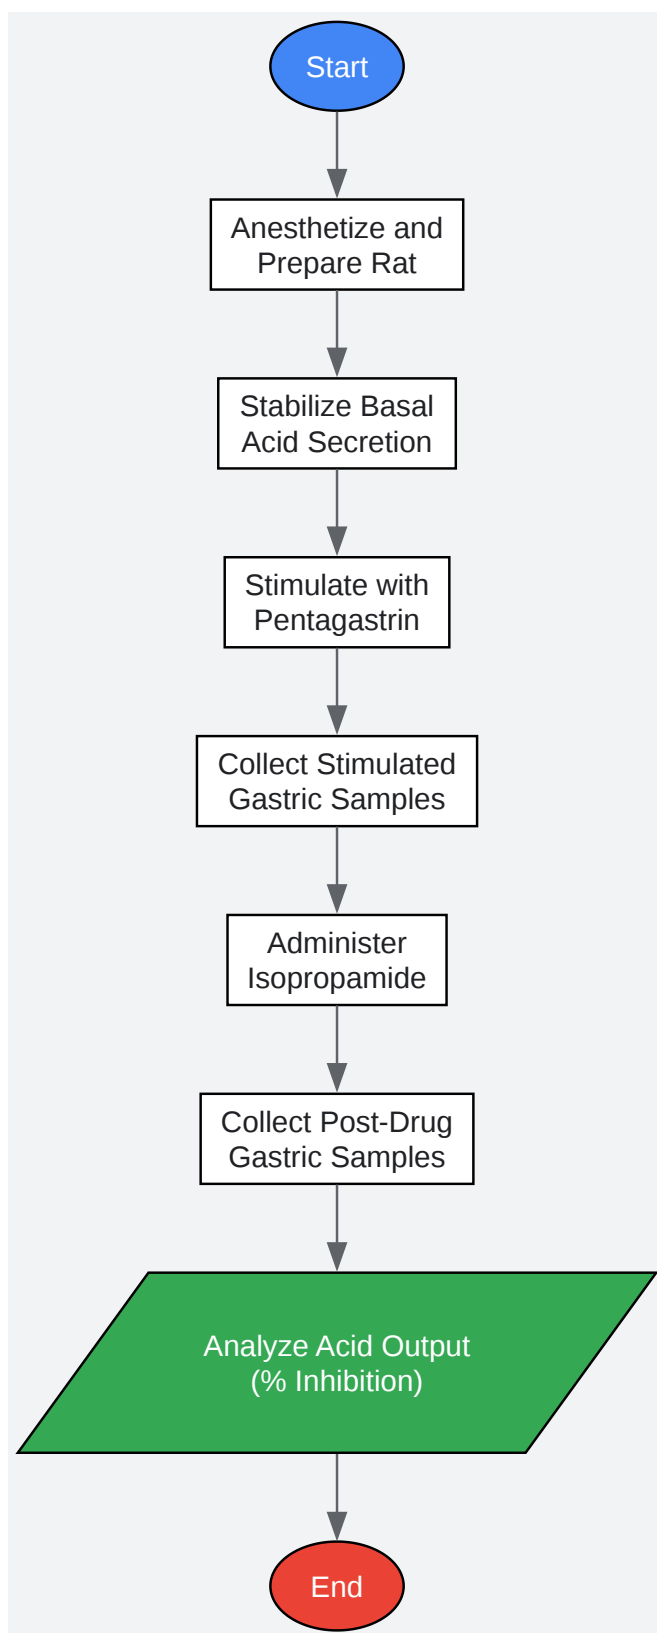 Start
Anesthetize and
Prepare Rat
Stabilize Basal
Acid Secretion
Stimulate with
Pentagastrin
Collect Stimulated
Gastric Samples
Administer
Isopropamide
Collect Post-Drug
Gastric Samples
Analyze Acid Output
(% Inhibition)
End